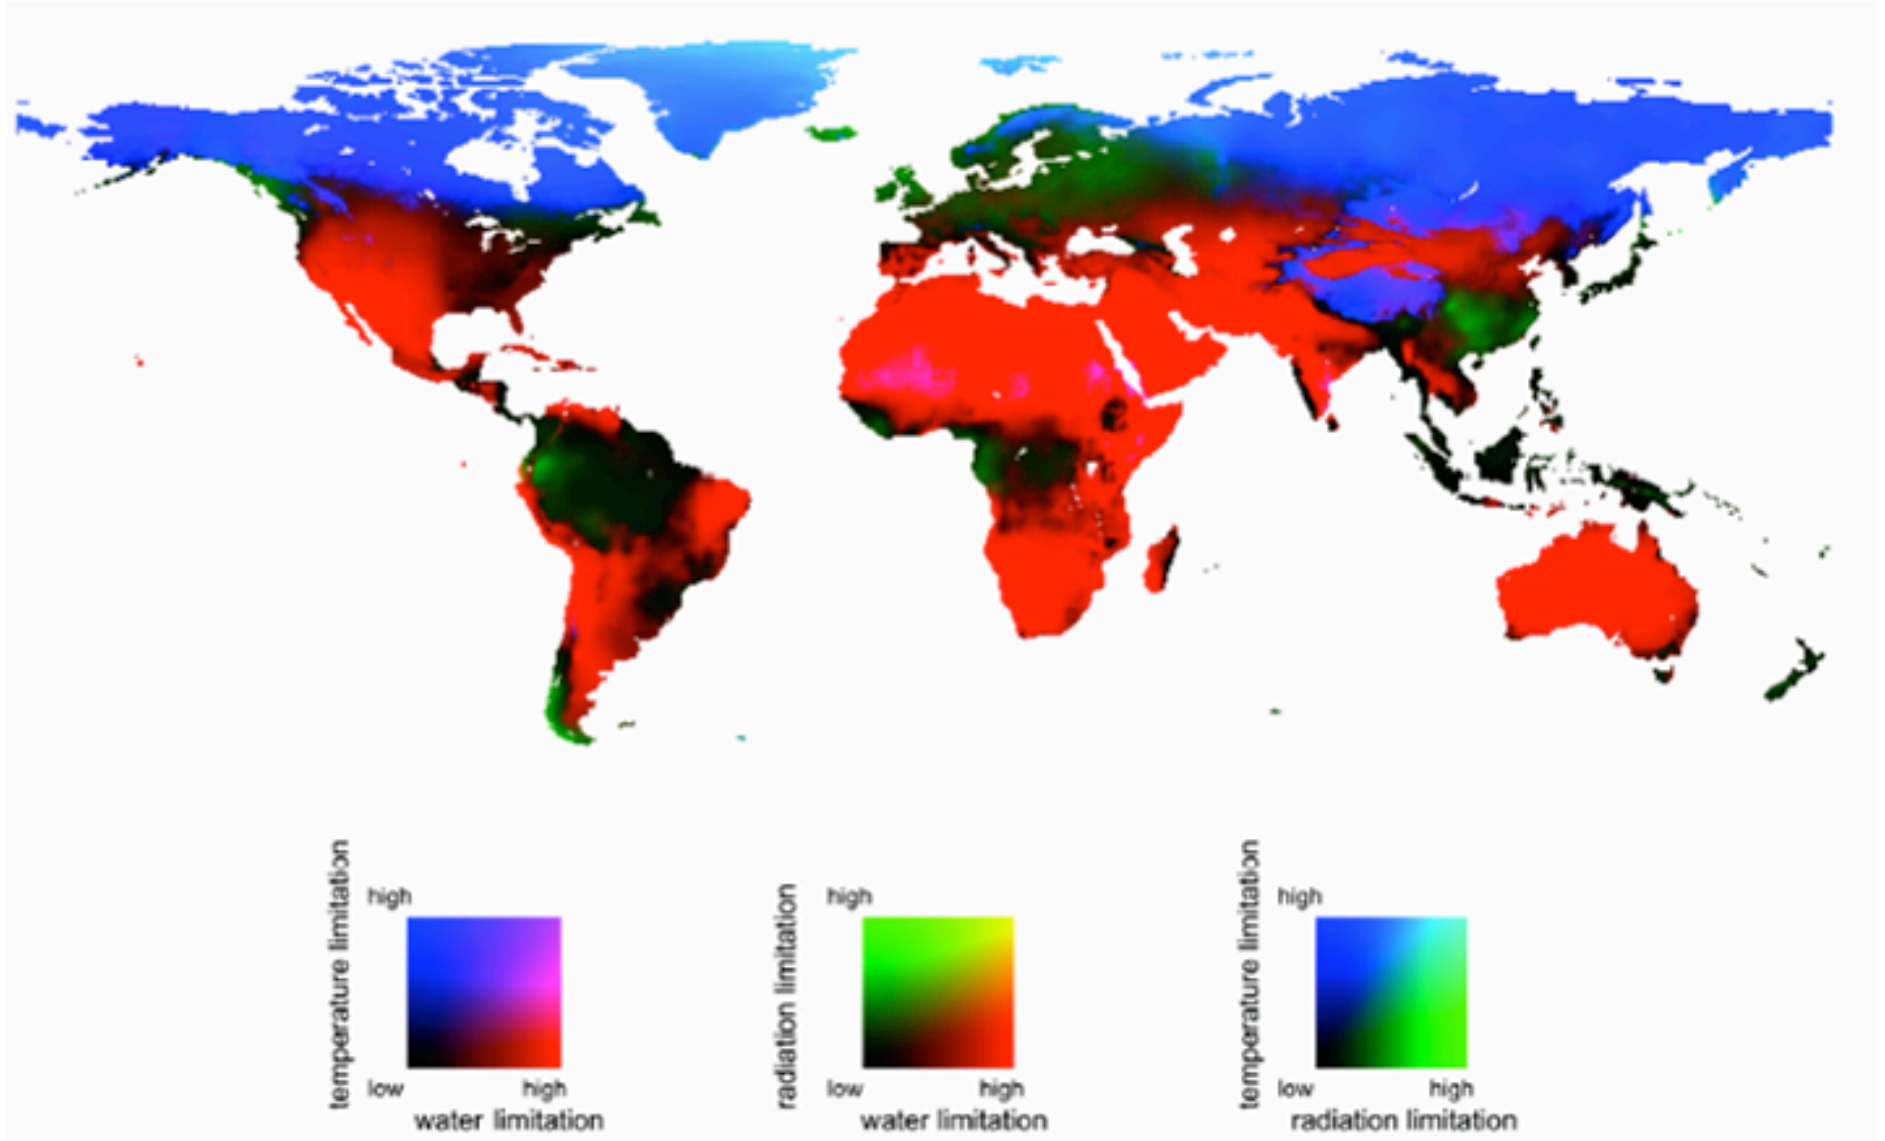 temperature limitation
high
low
high
water limitation
radiation limitation
high
low
high
water limitation
temperature limitation
high
low
high
radiation limitation